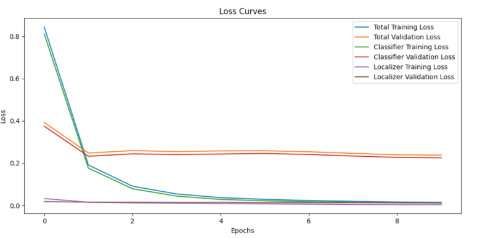 Loss Curves
Total Training Loss
Total Validation Loss
Classifier Training Loss
Classifier Validation Loss
Localizer Training Loss
Localizer Validation Loss
0.8
0.6
0.4
0.2
0.0
Loss
0 2 4 6 8
Epochs